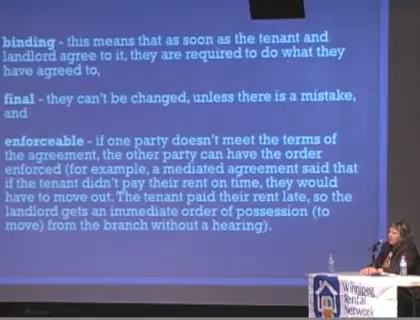 binding - this means that as soon as the tenant and
landlord agree to it, they are required to do what they
have agreed to,
final - they can't be changed, unless there is a mistake,
and
enforceable - if one party doesn't meet the terms of
the agreement, the other party can have the order
enforced (for example, a mediated agreement said that
if the tenant didn't pay their rent on time, they would
have to move out. The tenant paid their rent late, so the
landlord gets an immediate order of possession (to
move) from the branch without a hearing).
Winnipeg
Rental
Network